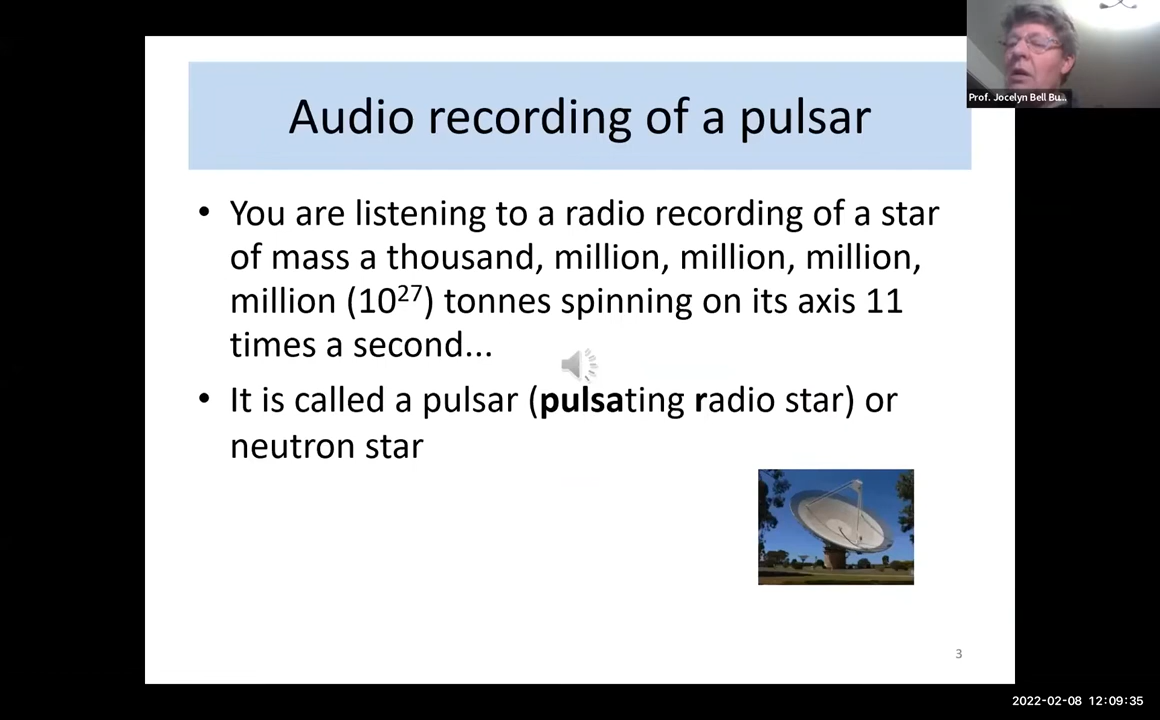 Prof. Jocelyn Bell Bu...
Audio recording of a pulsar
• You are listening to a radio recording of a star
of mass a thousand, million, million, million,
million (10²⁷) tonnes spinning on its axis 11
times a second...
• It is called a pulsar (pulsating radio star) or
neutron star
3
2022-02-08 12:09:35